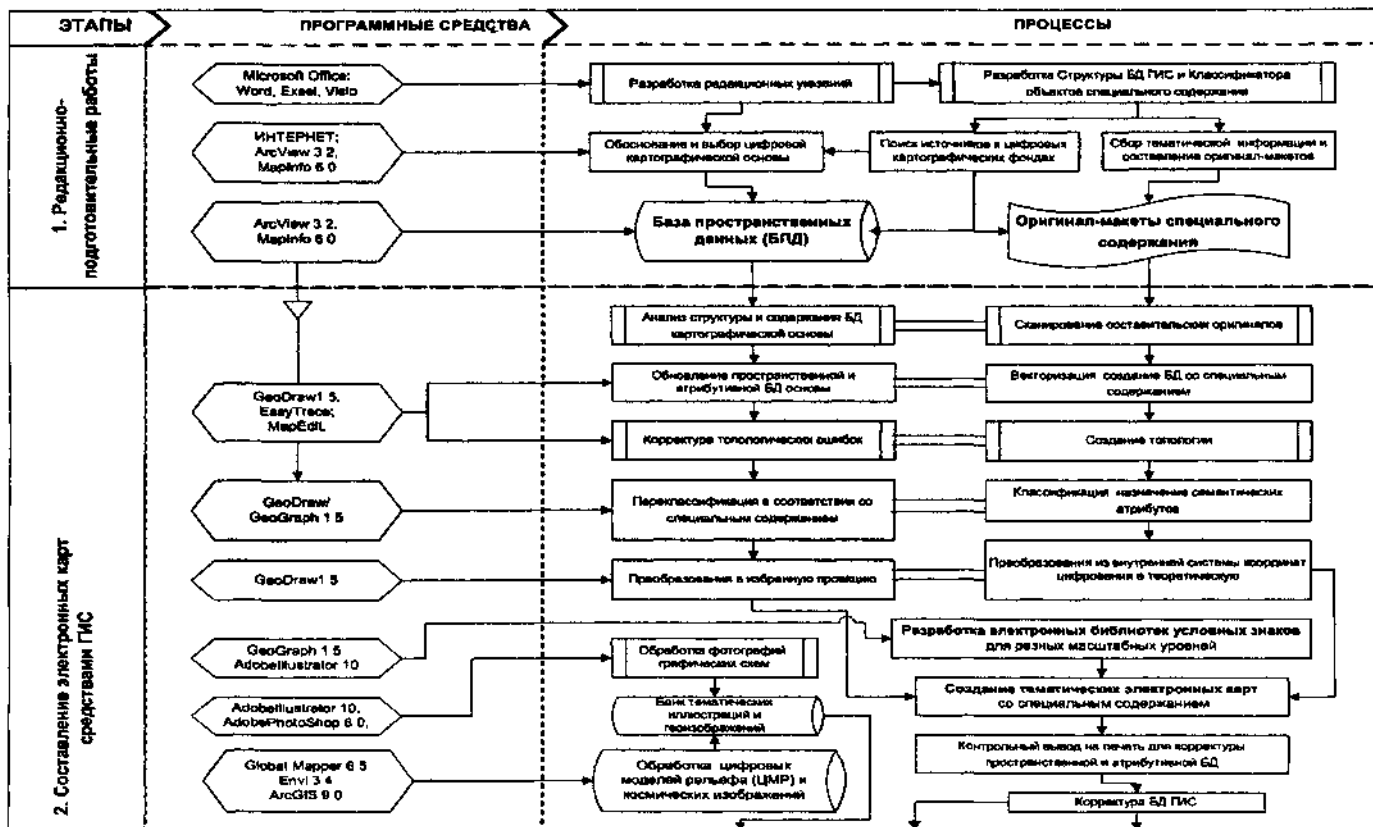 ЭТАПЫ
ПРОГРАММНЫЕ СРЕДСТВА
ПРОЦЕССЫ
1. Редакционно-
подготовительные работы
Microsoft Office:
Word, Exsel, Visio
Разработка редакционных указаний
Разработка Структуры БД ГИС и Классификатора
объектов специального содержания
ИНТЕРНЕТ;
ArcView 3 2,
MapInfo 6 0
Обоснование и выбор цифровой
картографической основы
Поиск источников в цифровых
картографических фондах
Сбор тематической информации и
составление оригинал-макетов
ArcView 3 2,
MapInfo 6 0
База пространственных
данных (БПД)
Оригинал-макеты специального
содержания
2. Составление электронных карт
средствами ГИС
Анализ структуры и содержания БД
картографической основы
Сканирование составительских оригиналов
GeoDraw1 5,
EasyTrace;
MapEdit.
Обновление пространственной и
атрибутивной БД основы
Векторизация создание БД со специальным
содержанием
Корректура топологических ошибок
Создание топологии
GeoDraw/
GeoGraph 1 5
Переклассификация в соответствии со
специальным содержанием
Классификация назначение семантических
атрибутов
GeoDraw1 5
Преобразования в избранную проекцию
Преобразования из внутренней системы координат
цифрования в теоретическую
GeoGraph 1 5
AdobeIllustrator 10
Обработка фотографий
графических схем
Разработка электронных библиотек условных знаков
для разных масштабных уровней
AdobeIllustrator 10,
AdobePhotoShop 6 0,
Банк тематических
иллюстраций и
геоизображений
Создание тематических электронных карт
со специальным содержанием
Global Mapper 6 5
Envi 3 4
ArcGIS 9 0
Обработка цифровых
моделей рельефа (ЦМР) и
космических изображений
Контрольный вывод на печать для корректуры
пространственной и атрибутивной БД
Корректура БД ГИС